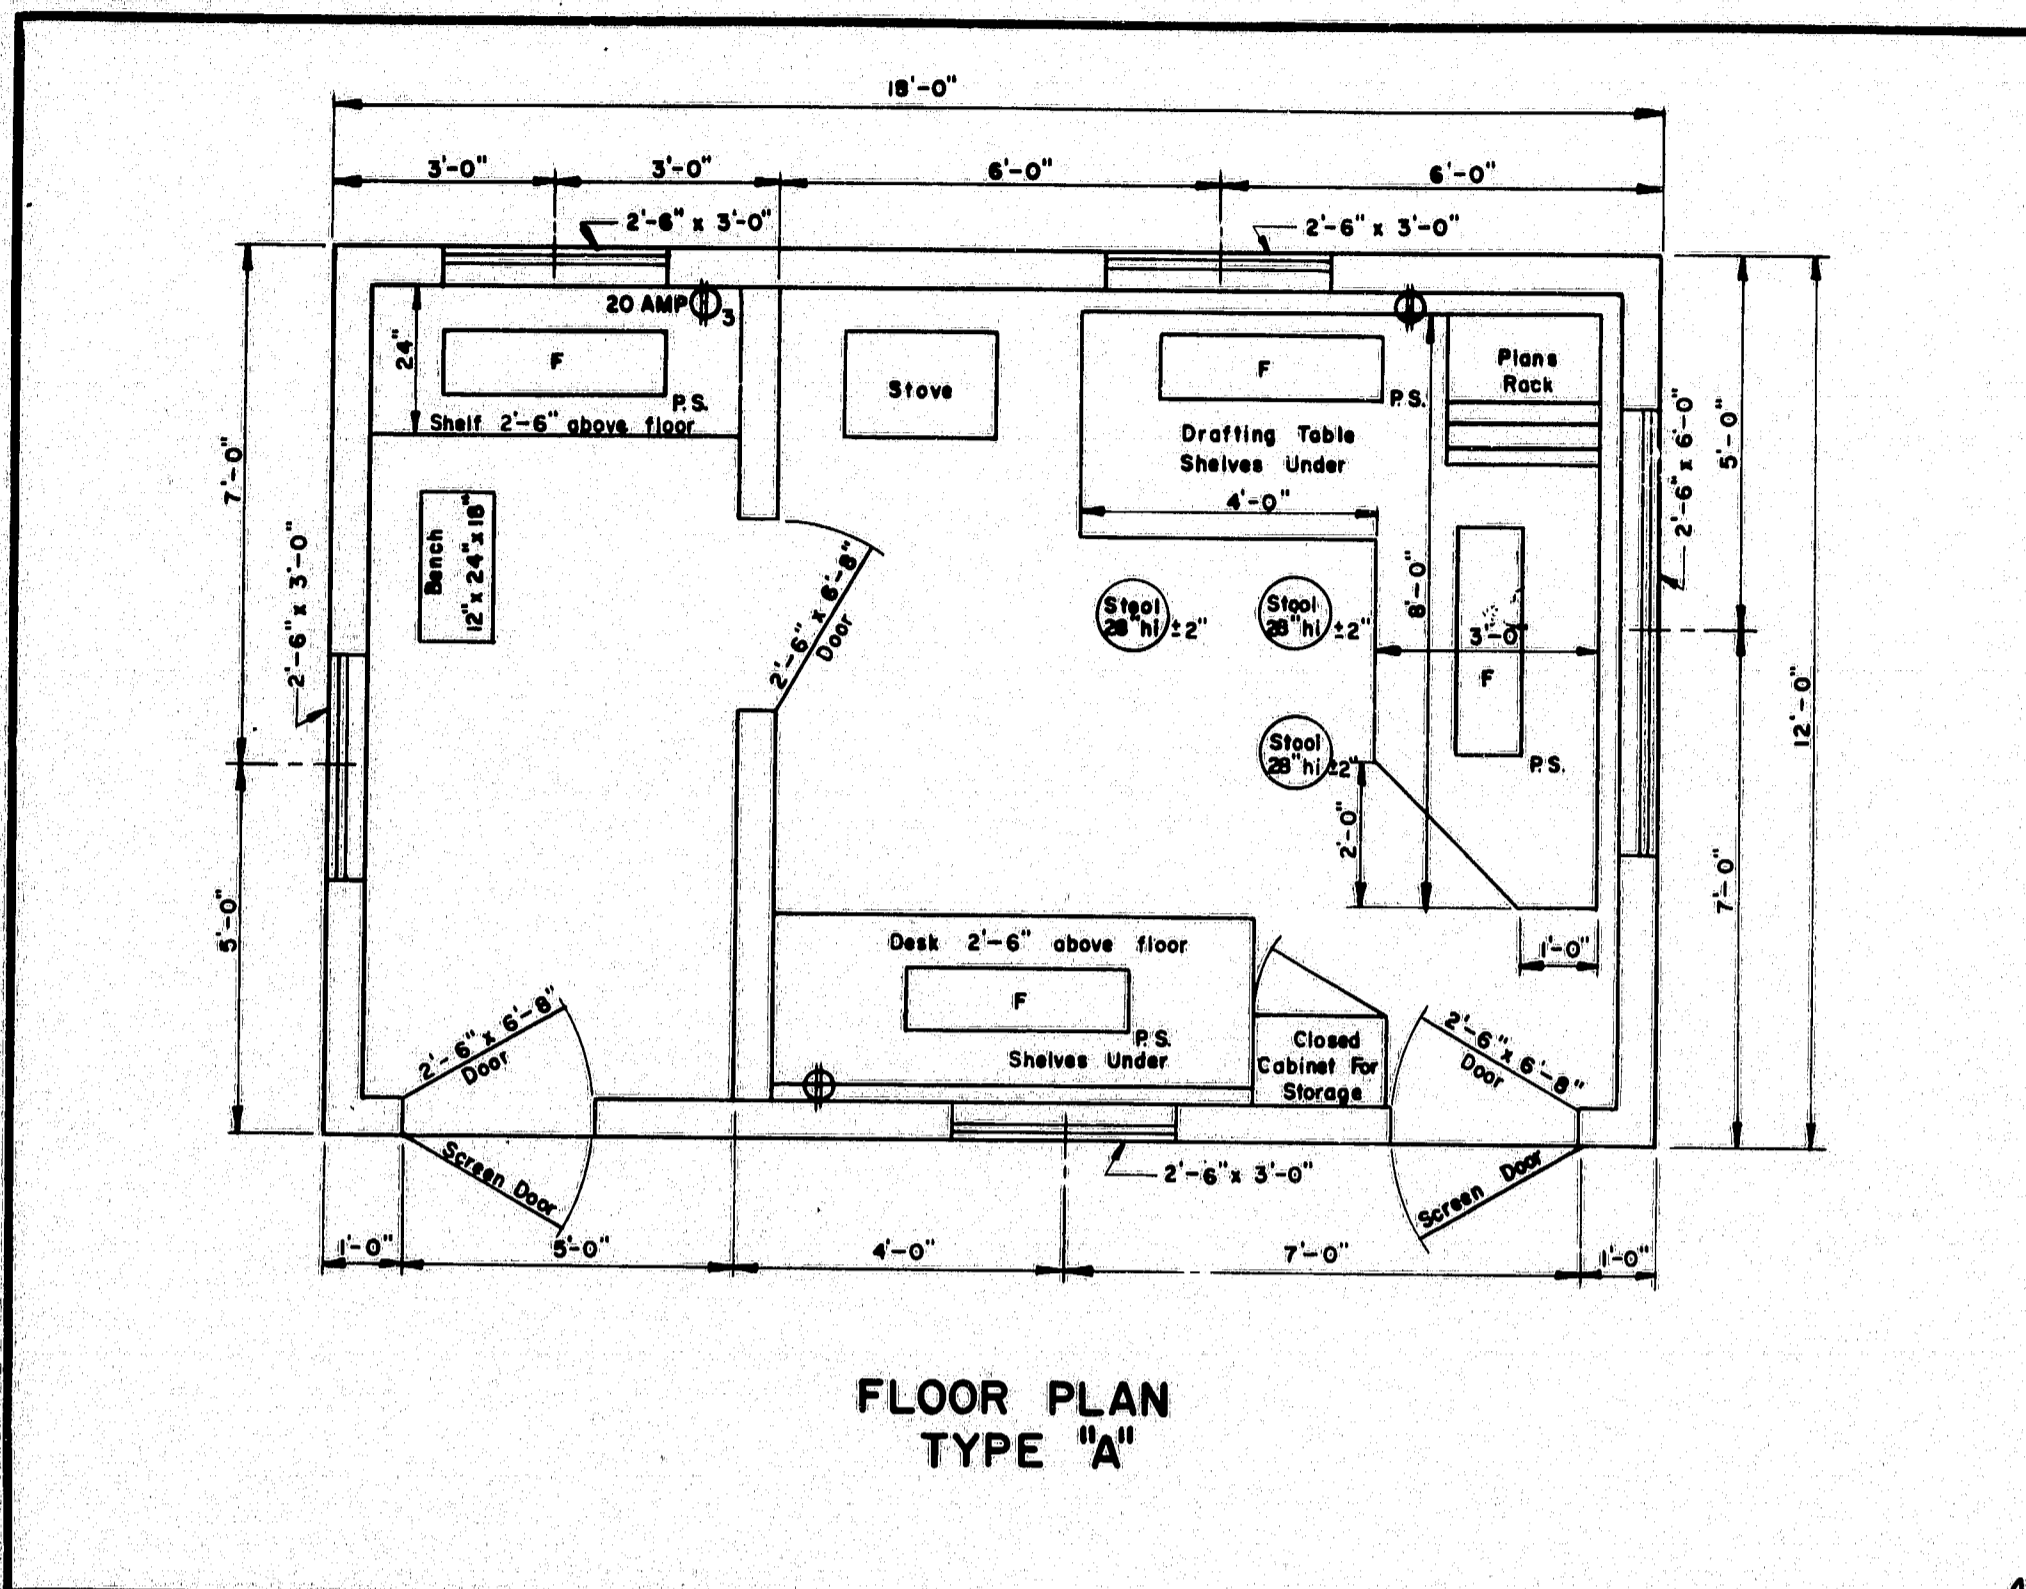 18'-0"
3'-0"
3'-0"
6'-0"
6'-0"
2'-6" x 3'-0"
2'-6" x 3'-0"
20 AMP
3
24"
F
P.S.
Shelf 2'-6" above floor
Stove
F
P.S.
Drafting Table
Shelves Under
4'-0"
Plans
Rack
2'-6" x 6'-0"
5'-0"
7'-0"
2'-6" x 3'-0"
Bench
12" x 24" x 18"
2'-6" x 6'-8"
Door
Stool
28" hi ±2"
Stool
28" hi ±2"
8'-0"
3'-0"
F
P.S.
12'-0"
Stool
28" hi ±2"
2'-0"
5'-0"
7'-0"
1'-0"
Desk 2'-6" above floor
F
P.S.
Shelves Under
Closed
Cabinet For
Storage
2'-6" x 6'-8"
Door
2'-6" x 6'-8"
Door
Screen Door
Screen Door
2'-6" x 3'-0"
1'-0"
5'-0"
4'-0"
7'-0"
1'-0"
FLOOR PLAN
TYPE "A"